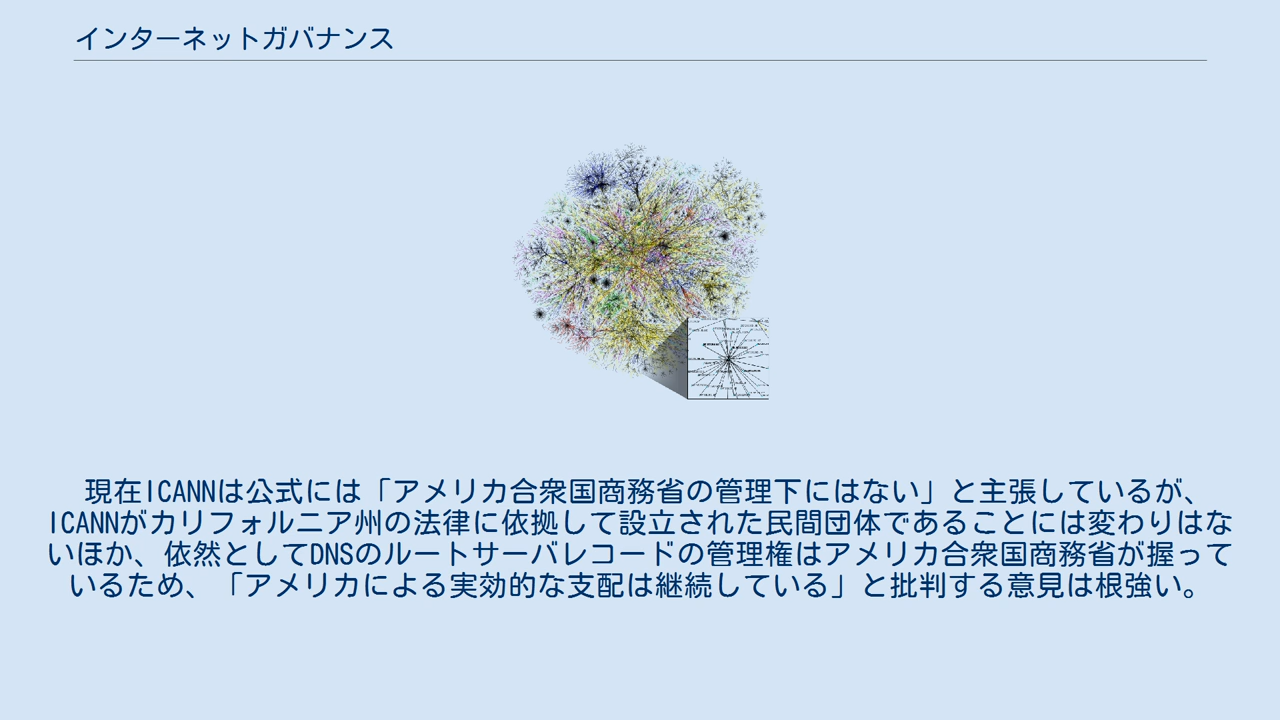 インターネットガバナンス
現在ICANNは公式には「アメリカ合衆国商務省の管理下にはない」と主張しているが、
ICANNがカリフォルニア州の法律に依拠して設立された民間団体であることには変わりはな
いほか、依然としてDNSのルートサーバレコードの管理権はアメリカ合衆国商務省が握って
いるため、「アメリカによる実効的な支配は継続している」と批判する意見は根強い。